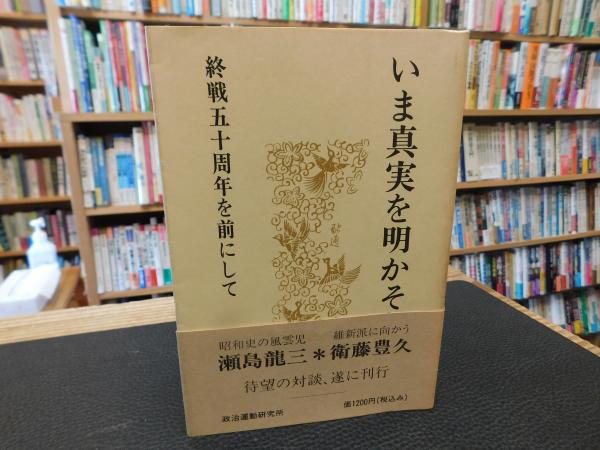 いま真実を明かそ
終戦五十周年を前にして
昭和史の風雲児
維新派に向かう
瀬島龍三*衛藤豊久
待望の対談、遂に刊行
政治運動研究所
価1200円(税込み)